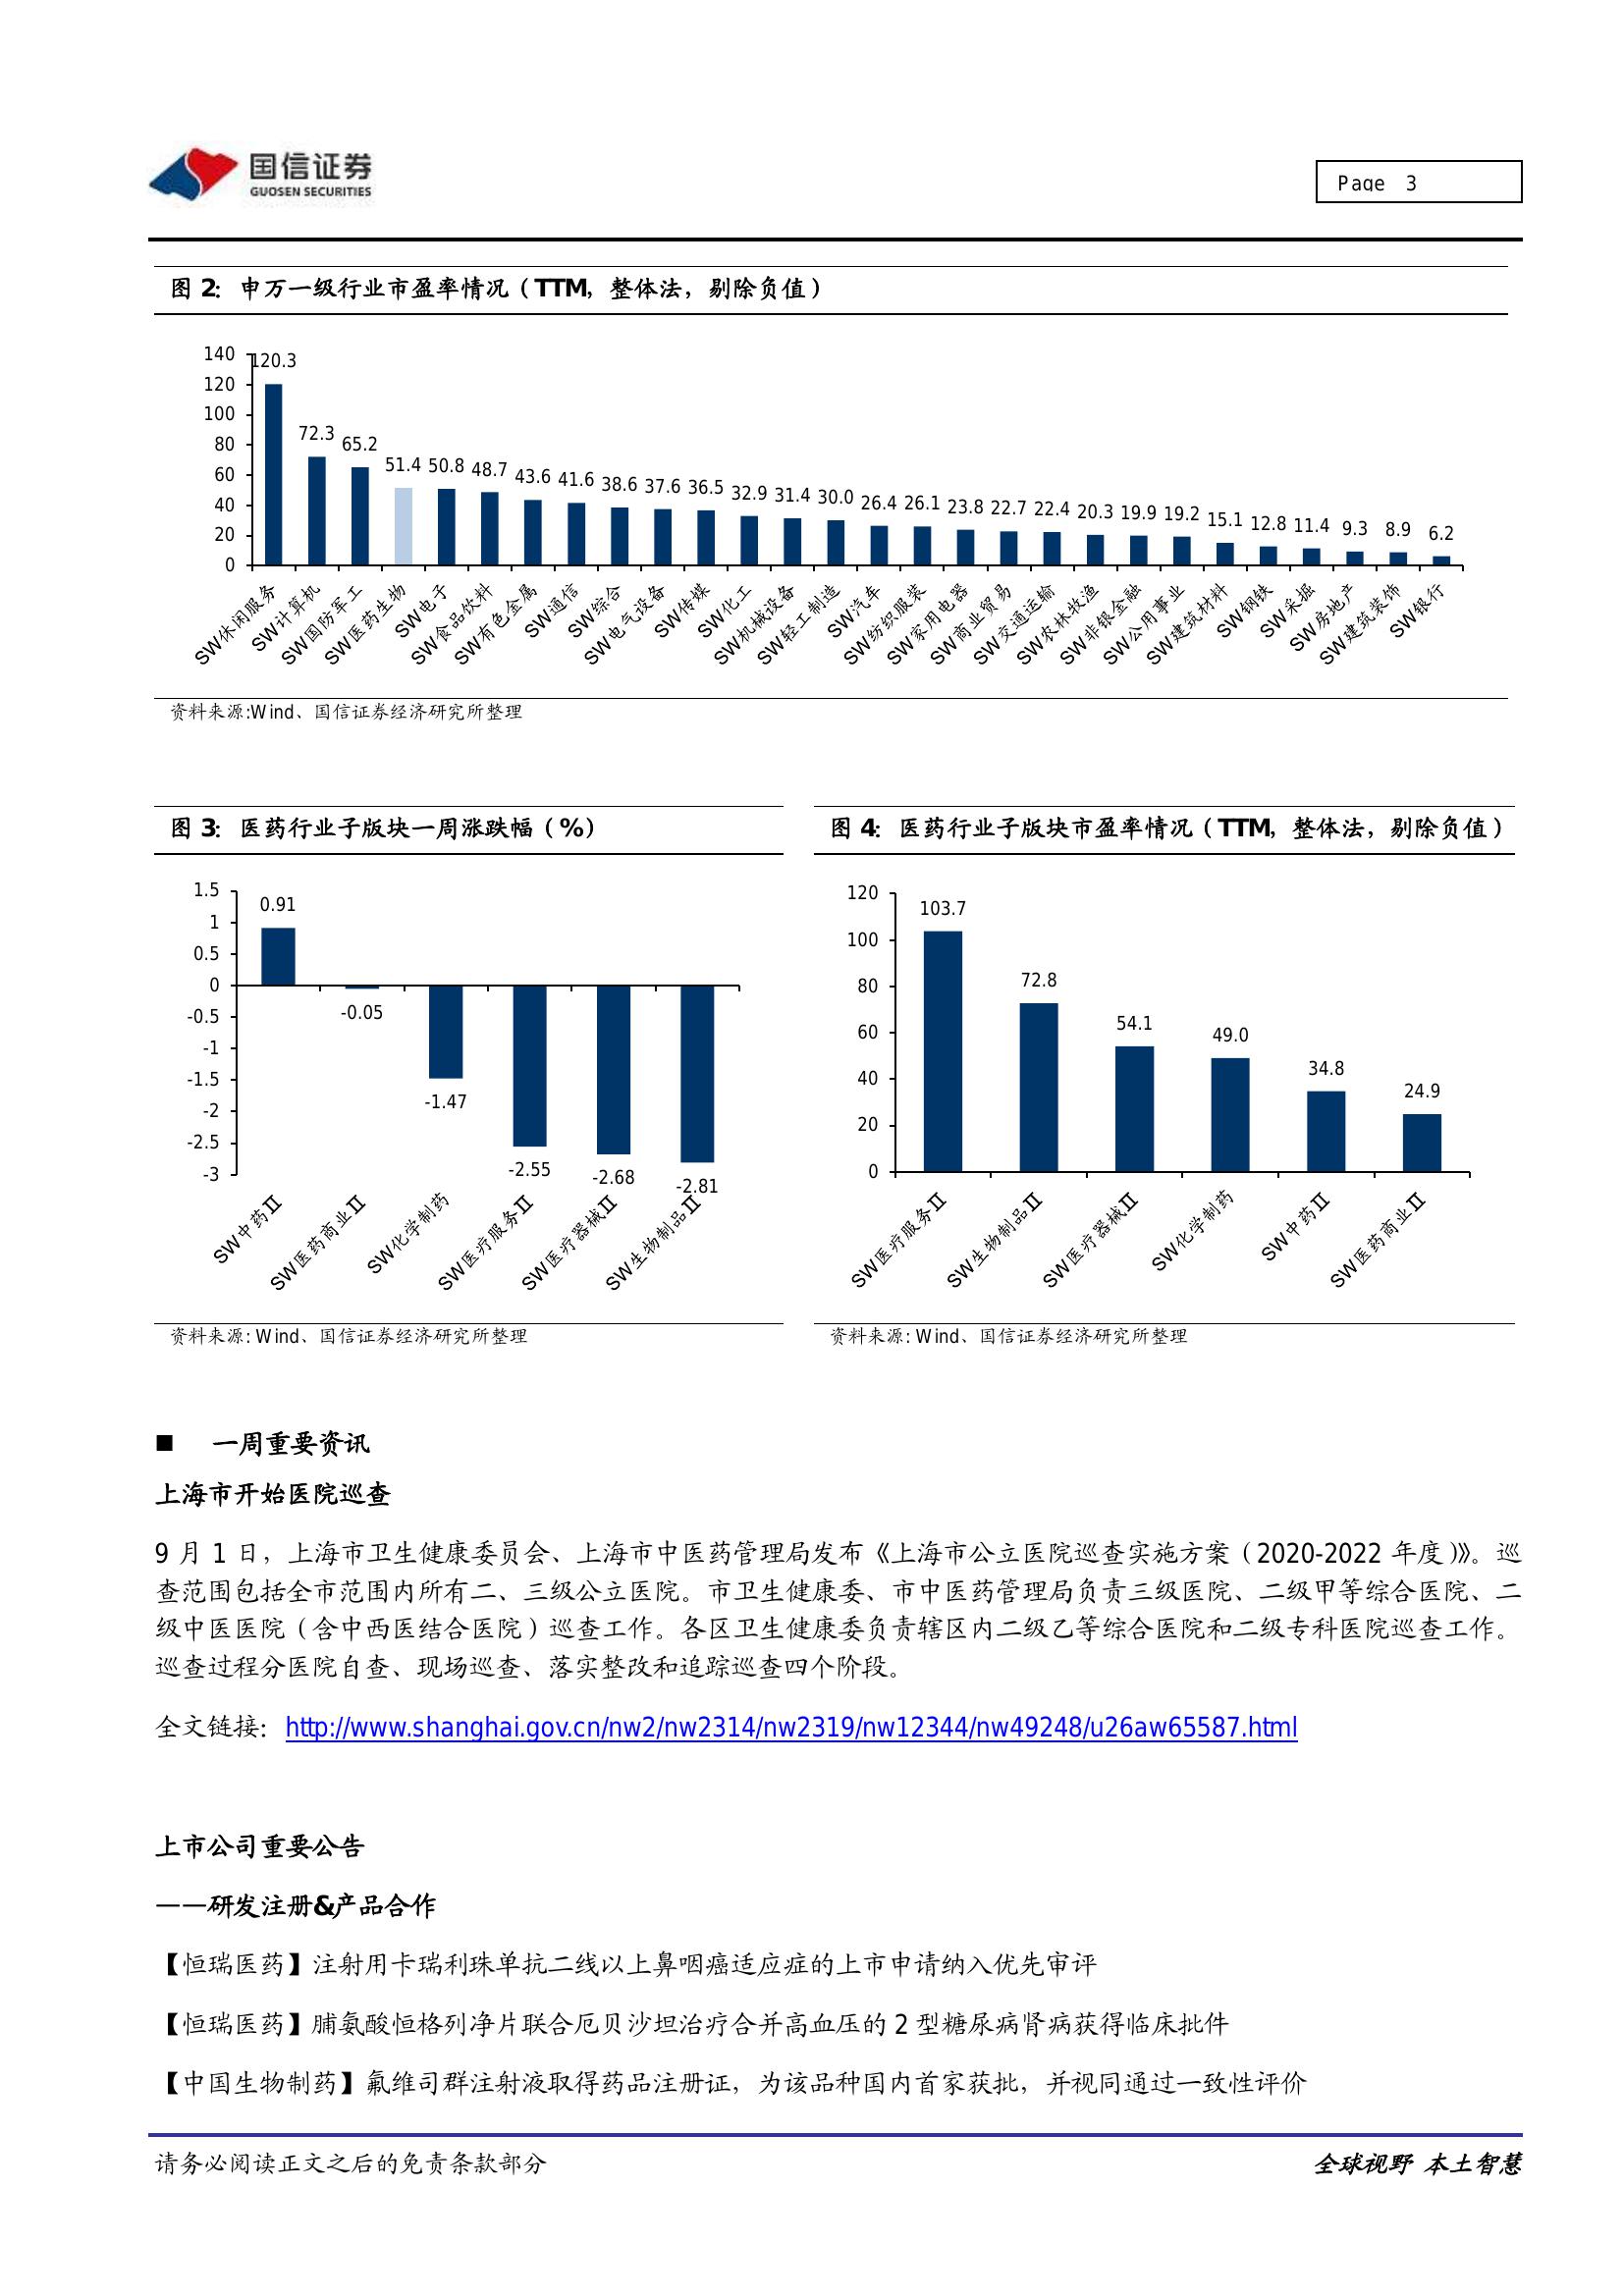 国信证券
GUOSEN SECURITIES
Page 3
图 2：申万一级行业市盈率情况（TTM，整体法，剔除负值）
140
120
100
80
60
40
20
0
120.3
72.3
65.2
51.4
50.8
48.7
43.6
41.6
38.6
37.6
36.5
32.9
31.4
30.0
26.4
26.1
23.8
22.7
22.4
20.3
19.9
19.2
15.1
12.8
11.4
9.3
8.9
6.2
SW休闲服务
SW计算机
SW国防军工
SW医药生物
SW电子
SW食品饮料
SW有色金属
SW通信
SW综合
SW电气设备
SW传媒
SW化工
SW机械设备
SW轻工制造
SW汽车
SW纺织服装
SW家用电器
SW商业贸易
SW交通运输
SW农林牧渔
SW非银金融
SW公用事业
SW建筑材料
SW钢铁
SW采掘
SW房地产
SW建筑装饰
SW银行
资料来源:Wind、国信证券经济研究所整理
图 3：医药行业子版块一周涨跌幅（%）
1.5
1
0.5
0
-0.5
-1
-1.5
-2
-2.5
-3
0.91
-0.05
-1.47
-2.55
-2.68
-2.81
SW中药Ⅱ
SW医药商业Ⅱ
SW化学制药
SW医疗服务Ⅱ
SW医疗器械Ⅱ
SW生物制品Ⅱ
资料来源: Wind、国信证券经济研究所整理
图 4：医药行业子版块市盈率情况（TTM，整体法，剔除负值）
120
100
80
60
40
20
0
103.7
72.8
54.1
49.0
34.8
24.9
SW医疗服务Ⅱ
SW生物制品Ⅱ
SW医疗器械Ⅱ
SW化学制药
SW中药Ⅱ
SW医药商业Ⅱ
资料来源: Wind、国信证券经济研究所整理
■ 一周重要资讯
上海市开始医院巡查
9 月 1 日，上海市卫生健康委员会、上海市中医药管理局发布《上海市公立医院巡查实施方案（2020-2022 年度）》。巡
查范围包括全市范围内所有二、三级公立医院。市卫生健康委、市中医药管理局负责三级医院、二级甲等综合医院、二
级中医医院（含中西医结合医院）巡查工作。各区卫生健康委负责辖区内二级乙等综合医院和二级专科医院巡查工作。
巡查过程分医院自查、现场巡查、落实整改和追踪巡查四个阶段。
全文链接：http://www.shanghai.gov.cn/nw2/nw2314/nw2319/nw12344/nw49248/u26aw65587.html
上市公司重要公告
——研发注册&产品合作
【恒瑞医药】注射用卡瑞利珠单抗二线以上鼻咽癌适应症的上市申请纳入优先审评
【恒瑞医药】脯氨酸恒格列净片联合厄贝沙坦治疗合并高血压的 2 型糖尿病肾病获得临床批件
【中国生物制药】氟维司群注射液取得药品注册证，为该品种国内首家获批，并视同通过一致性评价
请务必阅读正文之后的免责条款部分
全球视野 本土智慧